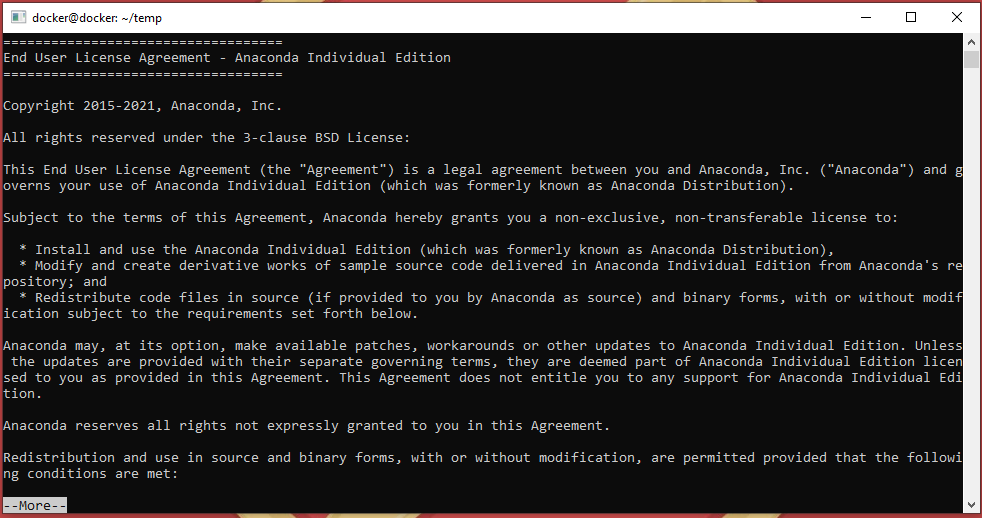 docker@docker: ~/temp
===================================
End User License Agreement - Anaconda Individual Edition
===================================
Copyright 2015-2021, Anaconda, Inc.
All rights reserved under the 3-clause BSD License:
This End User License Agreement (the "Agreement") is a legal agreement between you and Anaconda, Inc. ("Anaconda") and g
overns your use of Anaconda Individual Edition (which was formerly known as Anaconda Distribution).
Subject to the terms of this Agreement, Anaconda hereby grants you a non-exclusive, non-transferable license to:
  * Install and use the Anaconda Individual Edition (which was formerly known as Anaconda Distribution),
  * Modify and create derivative works of sample source code delivered in Anaconda Individual Edition from Anaconda's re
pository; and
  * Redistribute code files in source (if provided to you by Anaconda as source) and binary forms, with or without modif
ication subject to the requirements set forth below.
Anaconda may, at its option, make available patches, workarounds or other updates to Anaconda Individual Edition. Unless
 the updates are provided with their separate governing terms, they are deemed part of Anaconda Individual Edition licen
sed to you as provided in this Agreement. This Agreement does not entitle you to any support for Anaconda Individual Edi
tion.
Anaconda reserves all rights not expressly granted to you in this Agreement.
Redistribution and use in source and binary forms, with or without modification, are permitted provided that the followi
ng conditions are met:
--More--